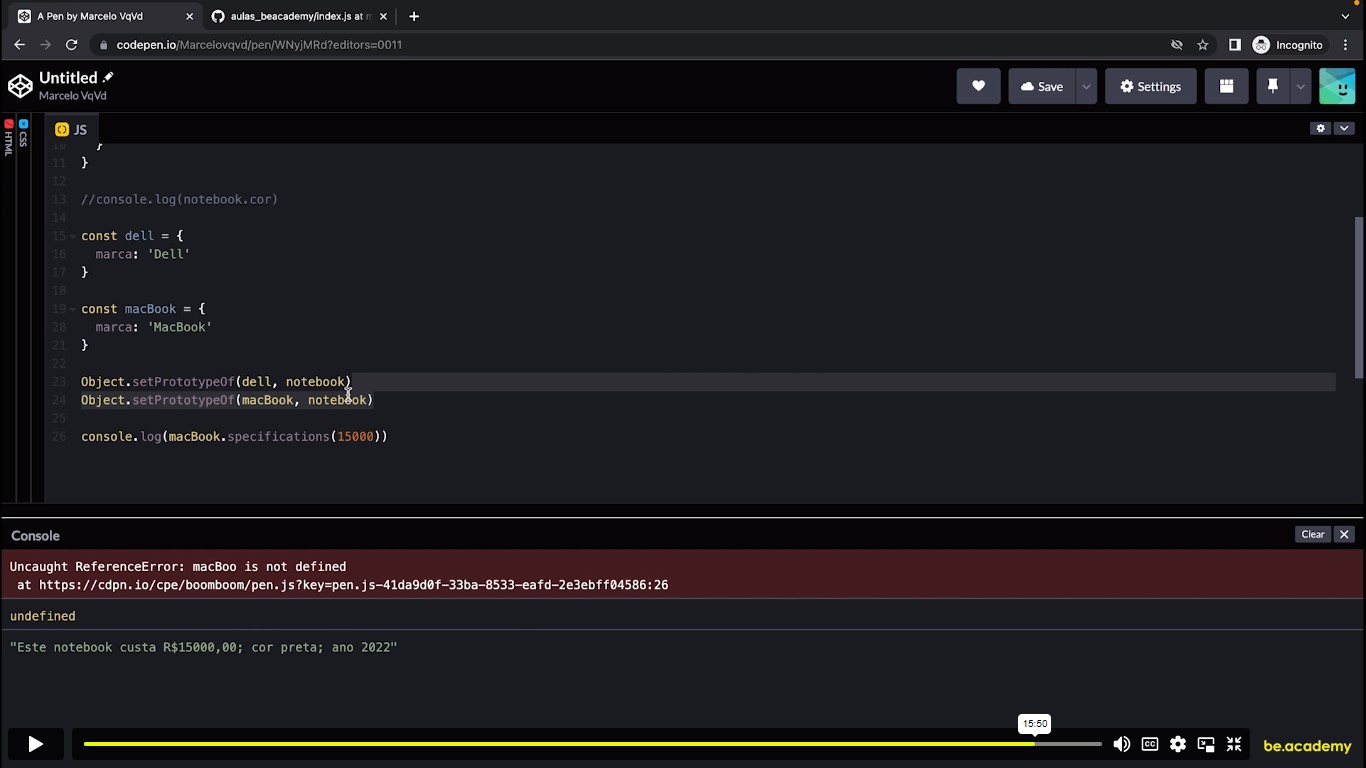 A Pen by Marcelo VqVd
aulas_beacademy/index.js at m
codepen.io/Marcelovqvd/pen/WNyjMRd?editors=0011
Incognito
Untitled
Marcelo VqVd
Save
Settings
HTML
CSS
JS
10 }
11 }
12
13 //console.log(notebook.cor)
14
15 const dell = {
16 marca: 'Dell'
17 }
18
19 const macBook = {
20 marca: 'MacBook'
21 }
22
23 Object.setPrototypeOf(dell, notebook)
24 Object.setPrototypeOf(macBook, notebook)
25
26 console.log(macBook.specifications(15000))
Console
Clear
Uncaught ReferenceError: macBoo is not defined
at https://cdpn.io/cpe/boomboom/pen.js?key=pen.js-41da9d0f-33ba-8533-eafd-2e3ebff04586:26
undefined
"Este notebook custa R$15000,00; cor preta; ano 2022"
15:50
CC
be.academy